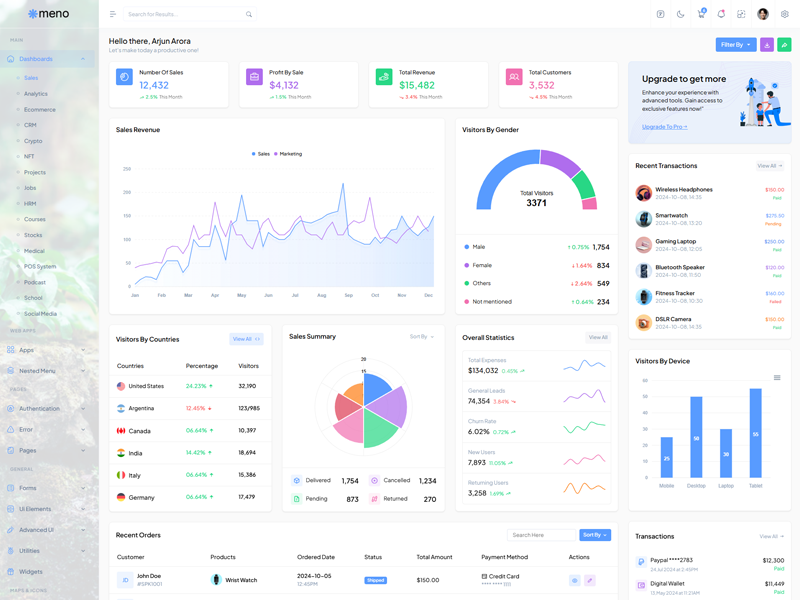 meno
Search for Results...
MAIN
Dashboards
Sales
Analytics
Ecommerce
CRM
Crypto
NFT
Projects
Jobs
HRM
Courses
Stocks
Medical
POS System
Podcast
School
Social Media
WEB APPS
Apps
Nested Menu
PAGES
Authentication
Error
Pages
GENERAL
Forms
UI Elements
Advanced UI
Utilities
Widgets
MAPS & ICONS
Hello there, Arjun Arora
Let's make today a productive one!
Filter By
Number Of Sales
12,432
2.5% This Month
Profit By Sale
$4,132
1.5% This Month
Total Revenue
$15,482
3.4% This Month
Total Customers
3,532
4.5% This Month
Upgrade to get more
Enhance your experience with
advanced tools. Gain access to
exclusive features now!"
Upgrade To Pro
Sales Revenue
Sales Marketing
250
200
150
100
50
0
Jan Feb Mar Apr May Jun Jul Aug Sep Oct Nov Dec
Visitors By Gender
Total Visitors
3371
Male 0.75% 1,754
Female 1.64% 834
Others 2.64% 549
Not mentioned 0.64% 234
Recent Transactions
View All
Wireless Headphones $150.00
2024-10-08, 14:35 Paid
Smartwatch $275.50
2024-10-08, 13:20 Pending
Gaming Laptop $250.00
2024-10-08, 12:05 Paid
Bluetooth Speaker $120.00
2024-10-08, 11:50 Paid
Fitness Tracker $160.00
2024-10-08, 10:30 Failed
DSLR Camera $150.00
2024-10-08, 14:35 Paid
Visitors By Countries
View All
Countries Percentage Visitors
United States 24.23% 32,190
Argentina 12.45% 123,985
Canada 06.64% 10,397
India 14.42% 18,694
Italy 06.64% 15,386
Germany 06.64% 17,479
Sales Summary
Sort By
28
15
Delivered 1,754
Cancelled 1,234
Pending 873
Returned 270
Overall Statistics
View All
Total Expenses
$134,032 0.45%
General Leads
74,354 3.84%
Churn Rate
6.02% 0.72%
New Users
7,893 11.05%
Returning Users
3,258 1.69%
Visitors By Device
60
50
40
30
20
10
0
25
50
30
55
Mobile Desktop Laptop Tablet
Recent Orders
Search Here
Sort By
Customer Products Ordered Date Status Total Amount Payment Method Actions
JD
John Doe
#SPK1001
Wrist Watch
2024-10-05
12:45PM
Shipped
$150.00
Credit Card
Transactions
View All
Paypal ****2783 $12,300
24 Jul 2024 at 2:45PM Paid
Digital Wallet $11,449
13 May 2024 at 11:21AM Paid